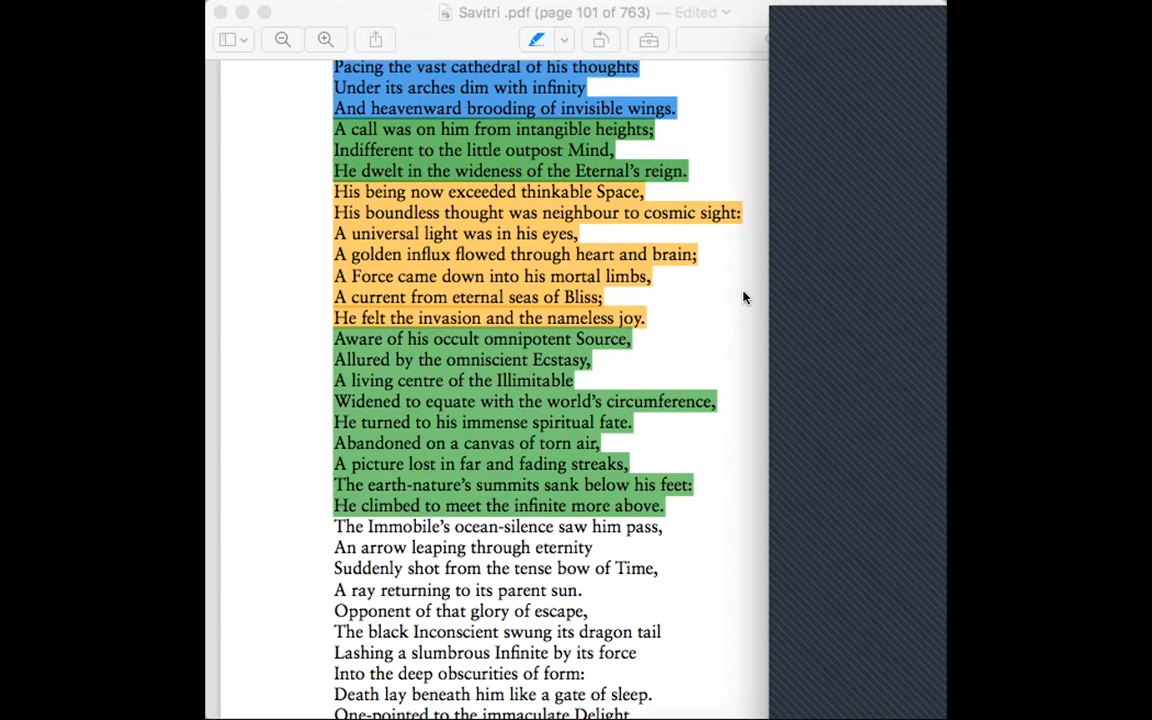 Savitri .pdf (page 101 of 763) — Edited
Pacing the vast cathedral of his thoughts
Under its arches dim with infinity
And heavenward brooding of invisible wings.
A call was on him from intangible heights;
Indifferent to the little outpost Mind,
He dwelt in the wideness of the Eternal's reign.
His being now exceeded thinkable Space,
His boundless thought was neighbour to cosmic sight:
A universal light was in his eyes,
A golden influx flowed through heart and brain;
A Force came down into his mortal limbs,
A current from eternal seas of Bliss;
He felt the invasion and the nameless joy.
Aware of his occult omnipotent Source,
Allured by the omniscient Ecstasy,
A living centre of the Illimitable
Widened to equate with the world's circumference,
He turned to his immense spiritual fate.
Abandoned on a canvas of torn air,
A picture lost in far and fading streaks,
The earth-nature's summits sank below his feet:
He climbed to meet the infinite more above.
The Immobile's ocean-silence saw him pass,
An arrow leaping through eternity
Suddenly shot from the tense bow of Time,
A ray returning to its parent sun.
Opponent of that glory of escape,
The black Inconscient swung its dragon tail
Lashing a slumbrous Infinite by its force
Into the deep obscurities of form:
Death lay beneath him like a gate of sleep.
One-pointed to the immaculate Delight,